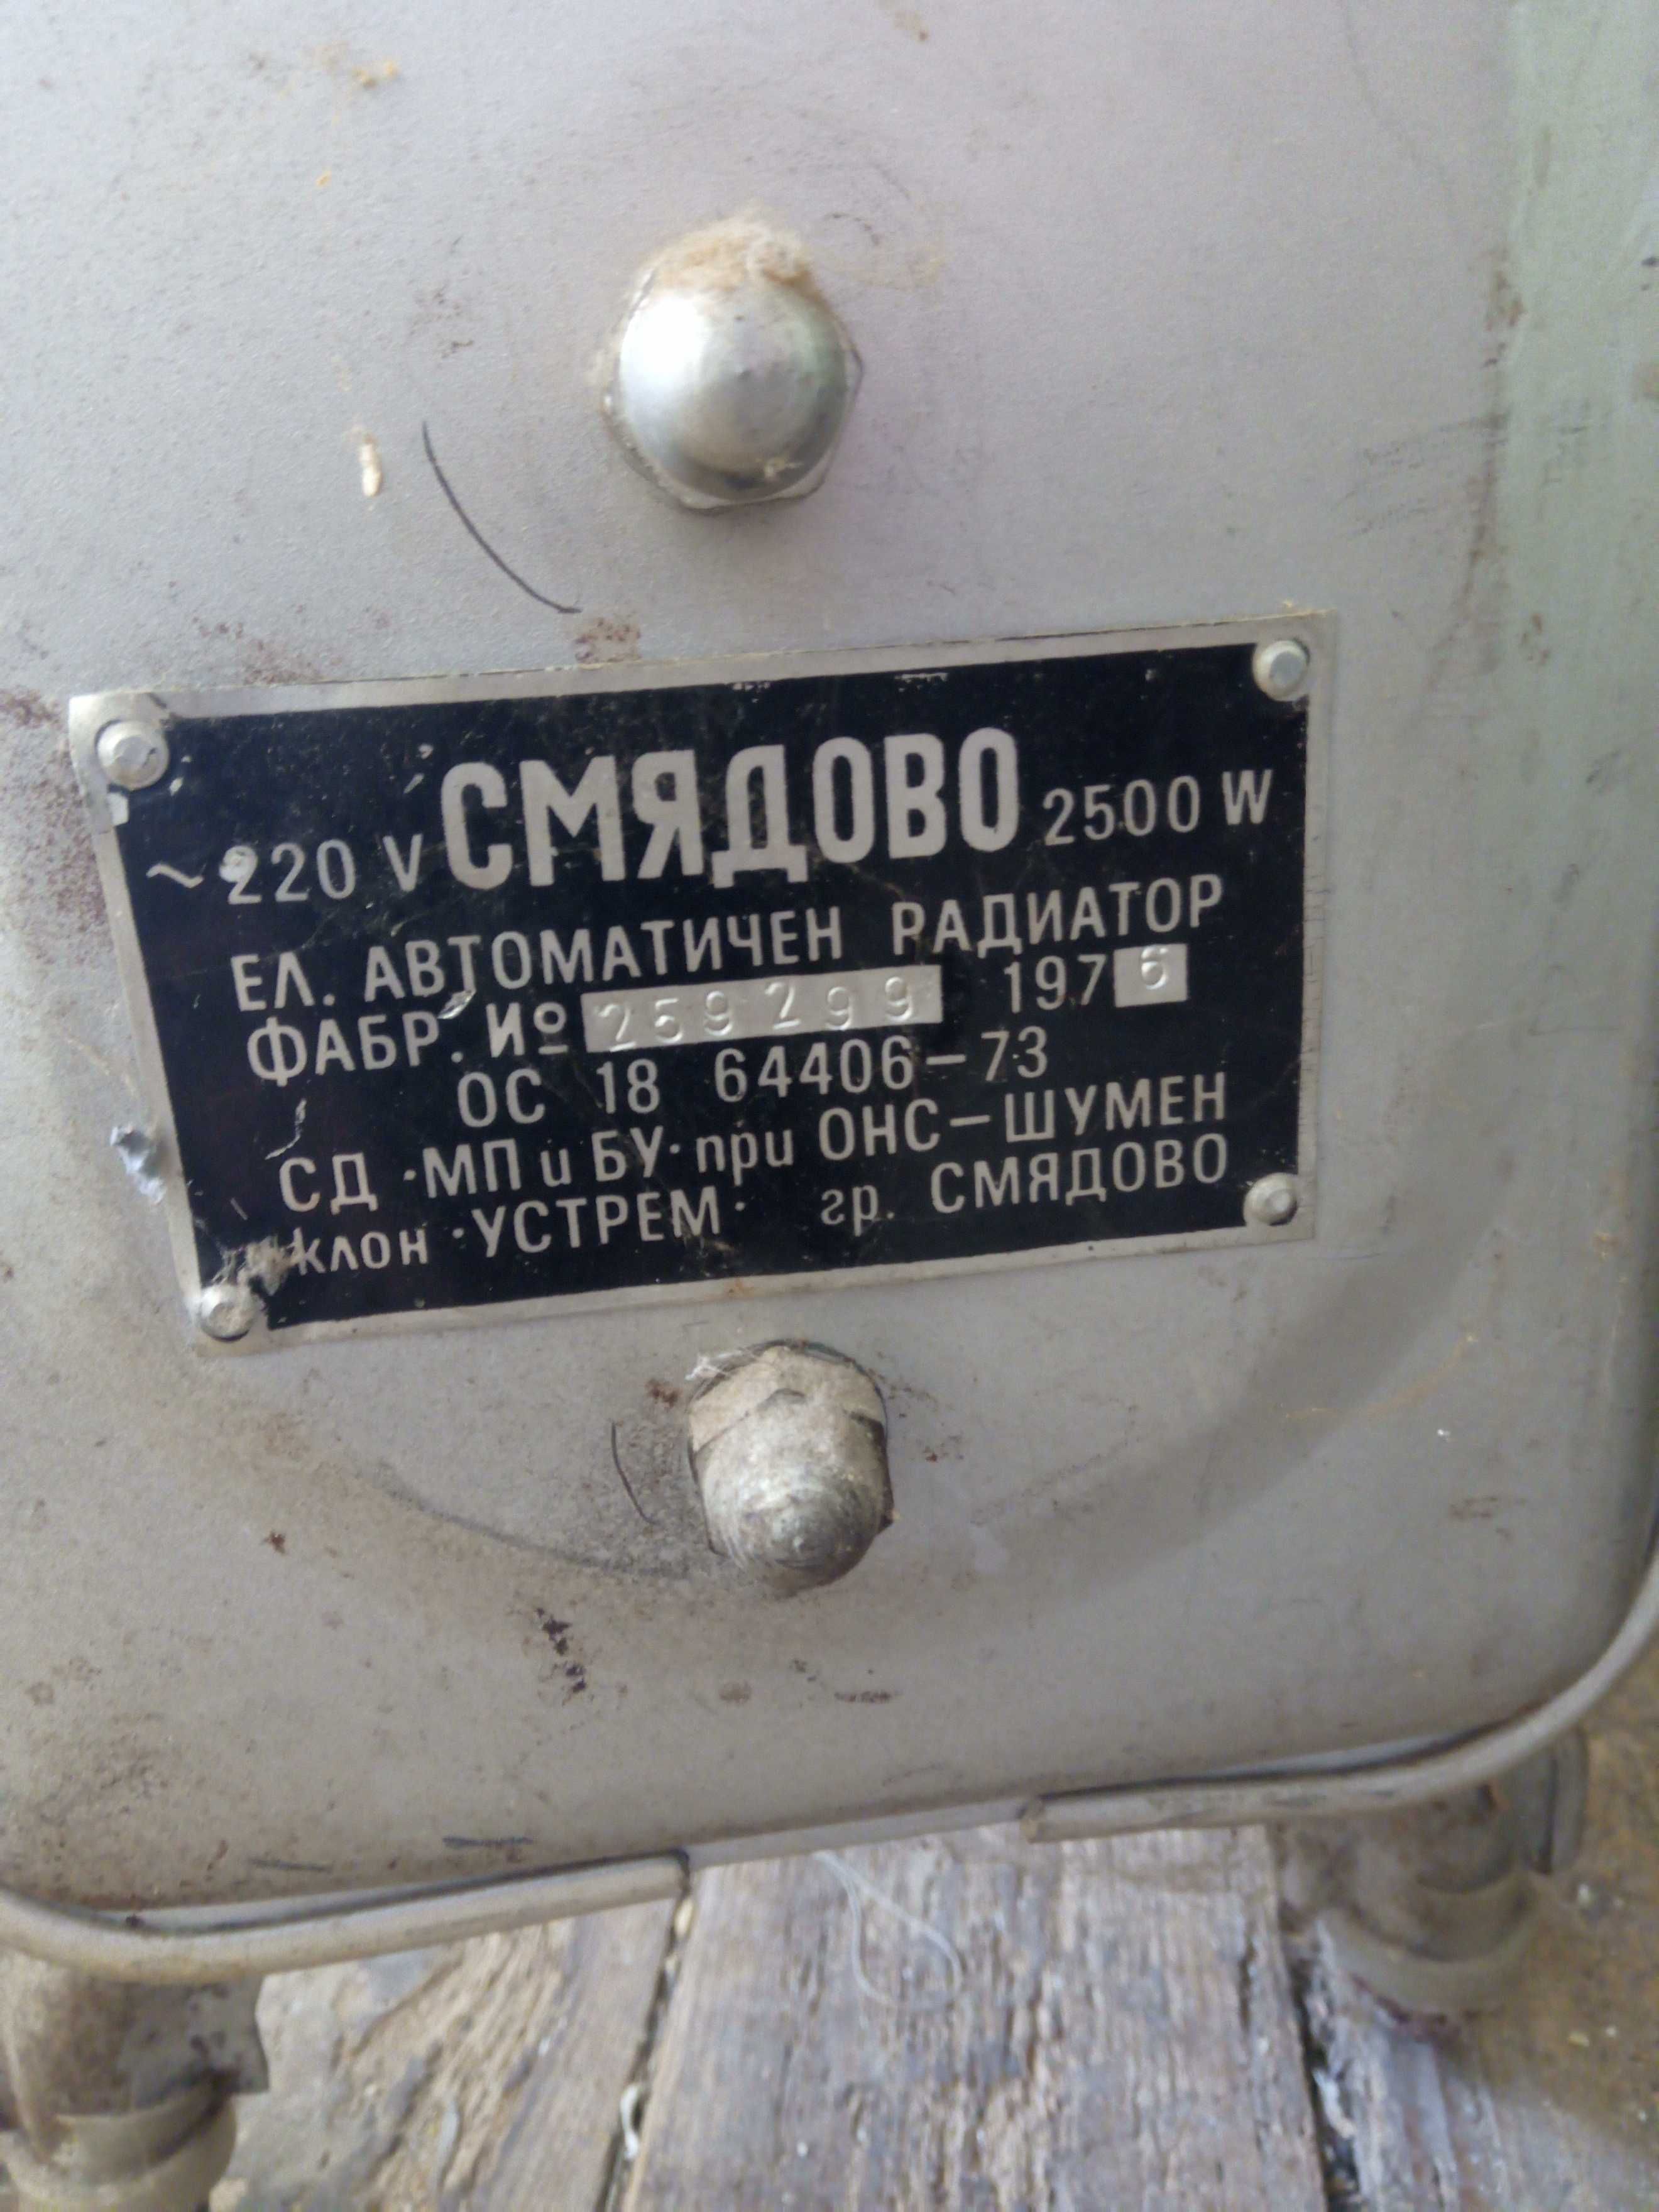 ~220 V СМЯДОВО 2500 W
ЕЛ. АВТОМАТИЧЕН РАДИАТОР
ФАБР. № 259299 1976
ОС 18 64406-73
СД "МП и БУ" при ОНС-ШУМЕН
клон "УСТРЕМ" гр. СМЯДОВО